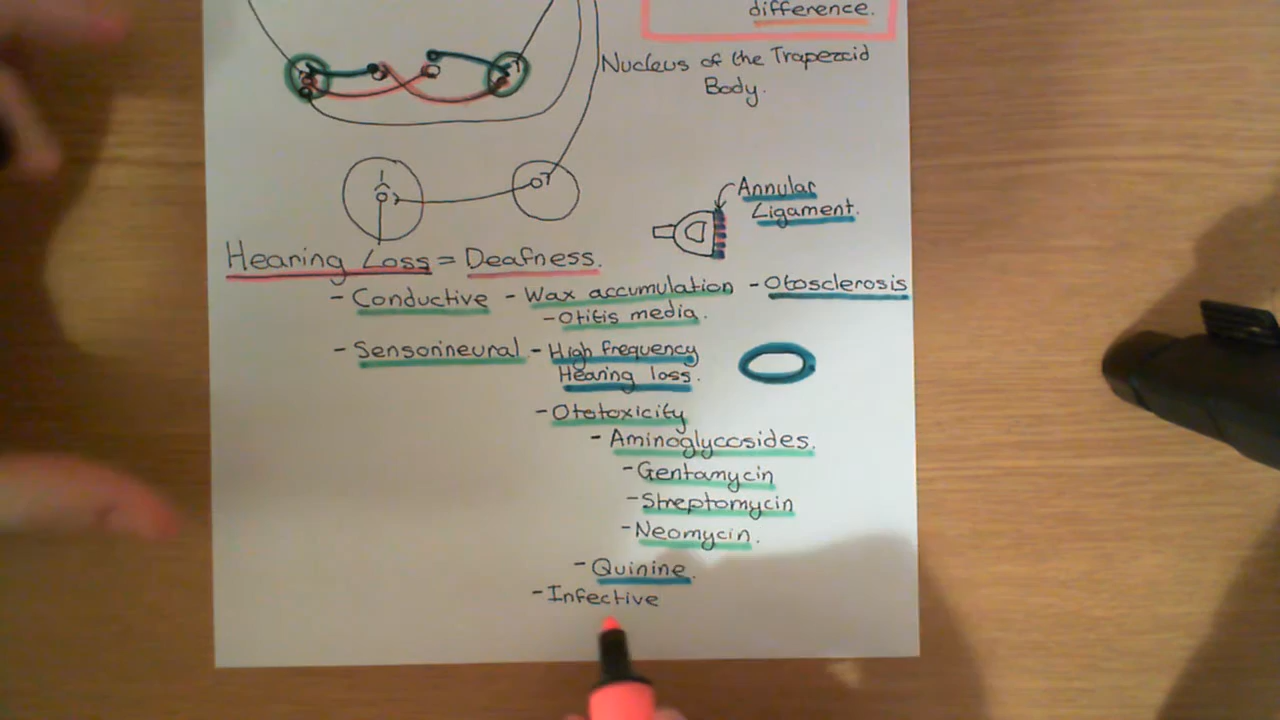 difference.
Nucleus of the Trapezoid
Body.
Annular
Ligament.
Hearing Loss = Deafness.
- Conductive - Wax accumulation - Otosclerosis
- Otitis media.
- Sensorineural - High frequency
Hearing loss.
- Ototoxicity
- Aminoglycosides.
- Gentamycin
- Streptomycin
- Neomycin.
- Quinine.
- Infective